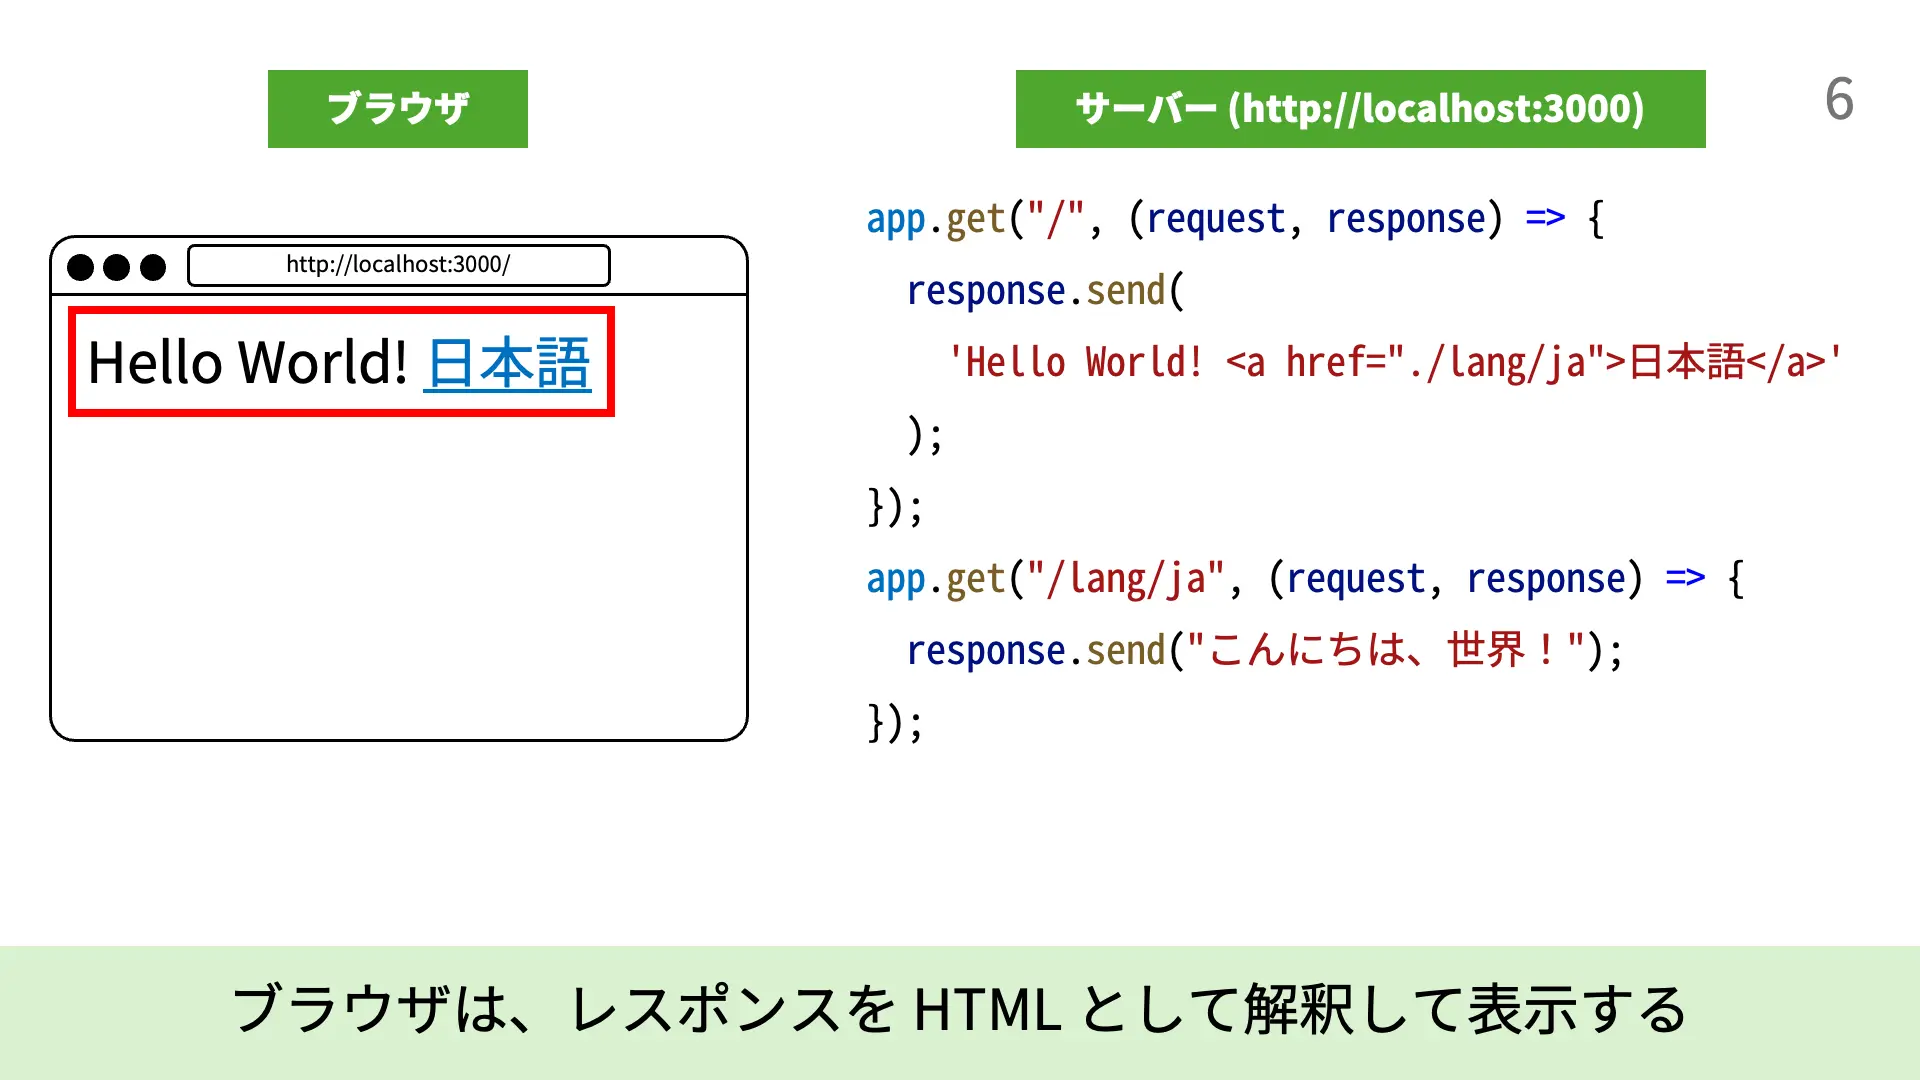 ブラウザ
サーバー (http://localhost:3000)
6
http://localhost:3000/
Hello World! 日本語
app.get("/", (request, response) => {
  response.send(
    'Hello World! <a href="./lang/ja">日本語</a>'
  );
});
app.get("/lang/ja", (request, response) => {
  response.send("こんにちは、世界！");
});
ブラウザは、レスポンスを HTML として解釈して表示する